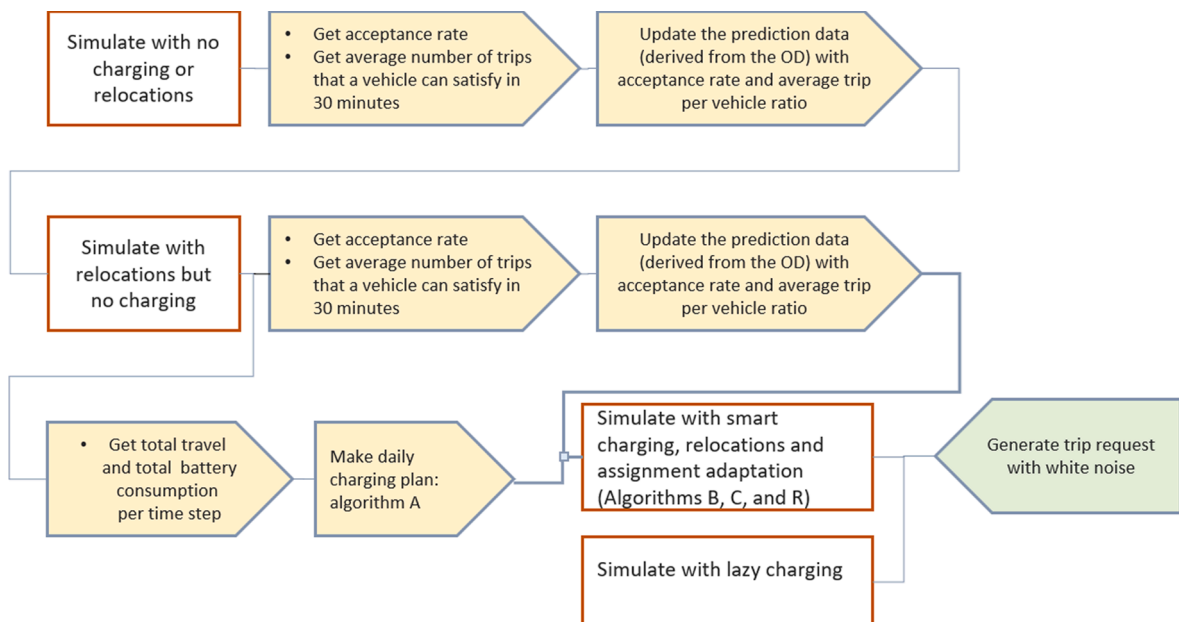 Simulate with no
charging or
relocations
• Get acceptance rate
• Get average number of trips
that a vehicle can satisfy in
30 minutes
Update the prediction data
(derived from the OD) with
acceptance rate and average trip
per vehicle ratio
Simulate with
relocations but
no charging
• Get acceptance rate
• Get average number of trips
that a vehicle can satisfy in
30 minutes
Update the prediction data
(derived from the OD) with
acceptance rate and average trip
per vehicle ratio
• Get total travel
and total battery
consumption
per time step
Make daily
charging plan:
algorithm A
Simulate with smart
charging, relocations and
assignment adaptation
(Algorithms B, C, and R)
Generate trip request
with white noise
Simulate with lazy charging